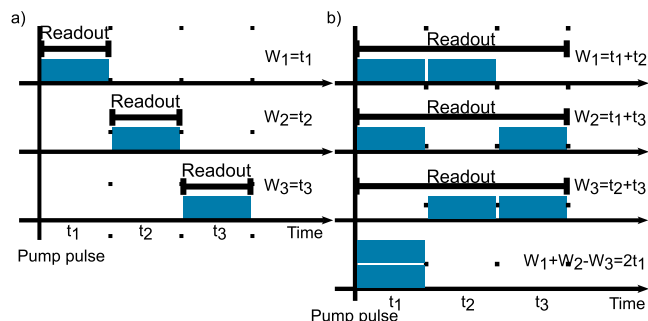 a)
Readout
W1=t1
Readout
W2=t2
Readout
W3=t3
t1 t2 t3 Time
Pump pulse
b)
Readout
W1=t1+t2
Readout
W2=t1+t3
Readout
W3=t2+t3
W1+W2-W3=2t1
t1 t2 t3 Time
Pump pulse